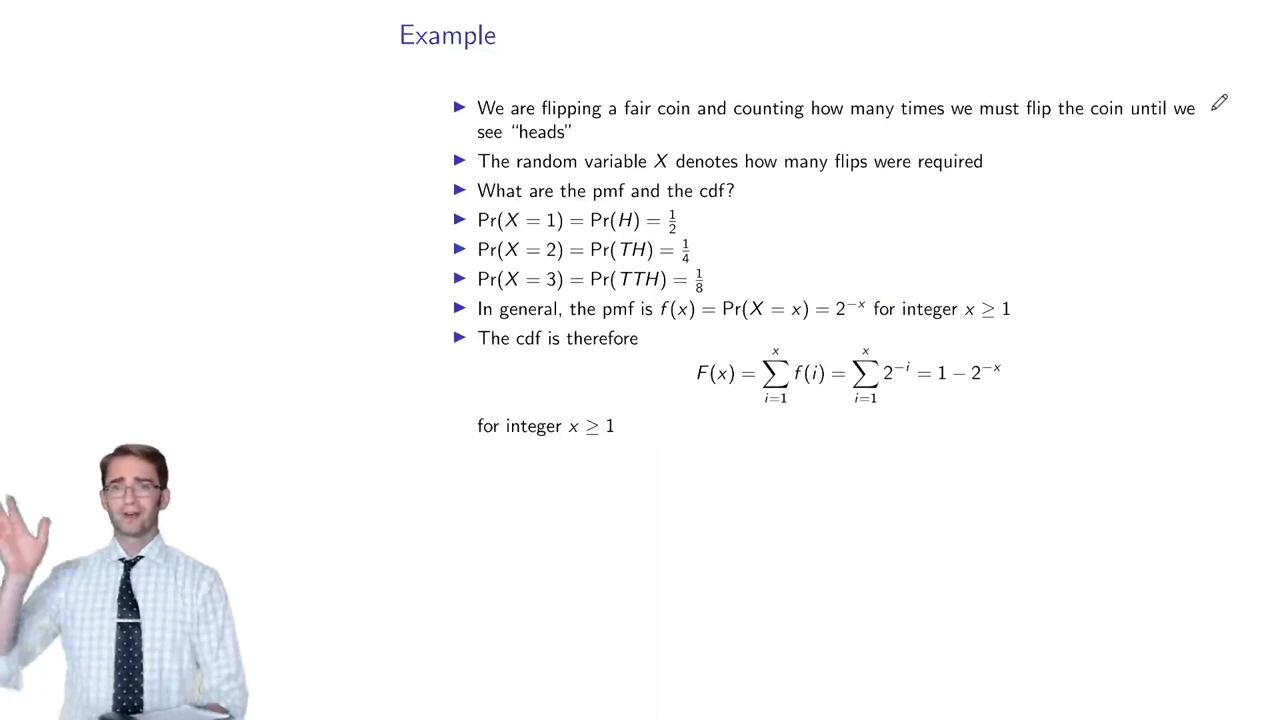 Example
▶ We are flipping a fair coin and counting how many times we must flip the coin until we
see “heads”
▶ The random variable X denotes how many flips were required
▶ What are the pmf and the cdf?
▶ Pr(X = 1) = Pr(H) = 1/2
▶ Pr(X = 2) = Pr(TH) = 1/4
▶ Pr(X = 3) = Pr(TTH) = 1/8
▶ In general, the pmf is f(x) = Pr(X = x) = 2^{−x} for integer x ≥ 1
▶ The cdf is therefore
F(x) = ∑_{i=1}^{x} f(i) = ∑_{i=1}^{x} 2^{−i} = 1 − 2^{−x}
for integer x ≥ 1